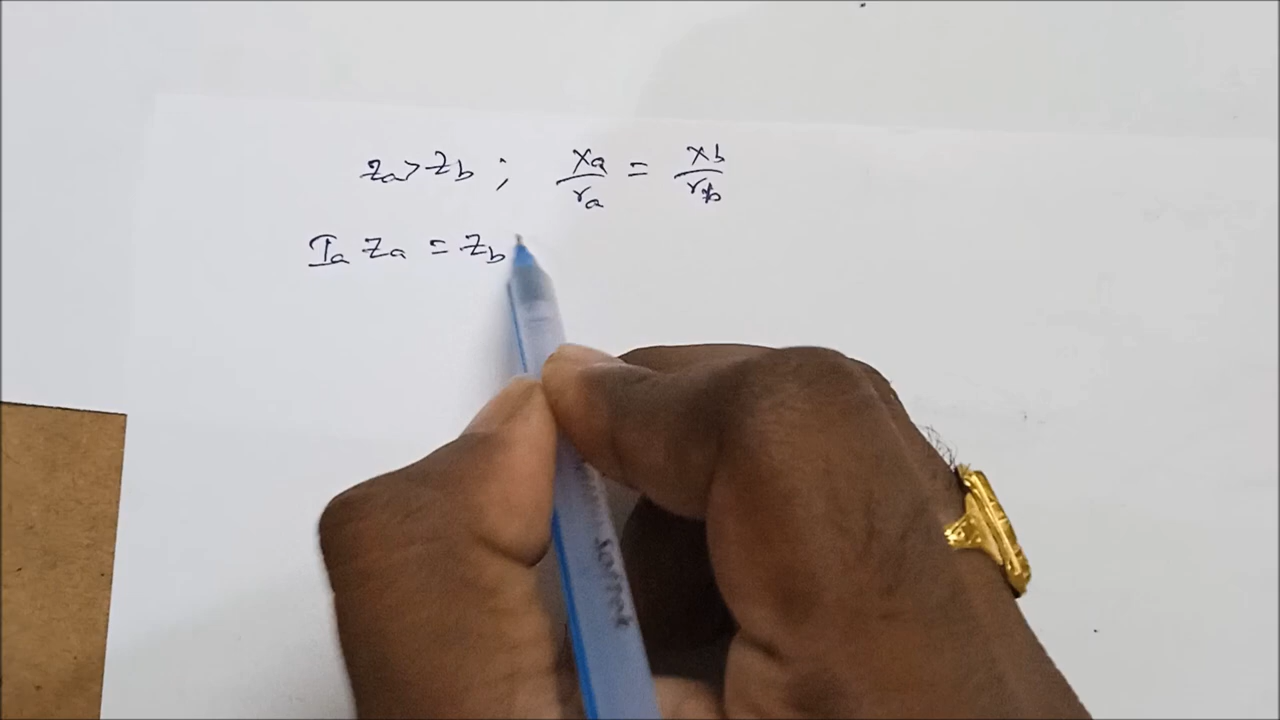 Za > Zb ; Xa/ra = Xb/rb
Ia Za = Zb